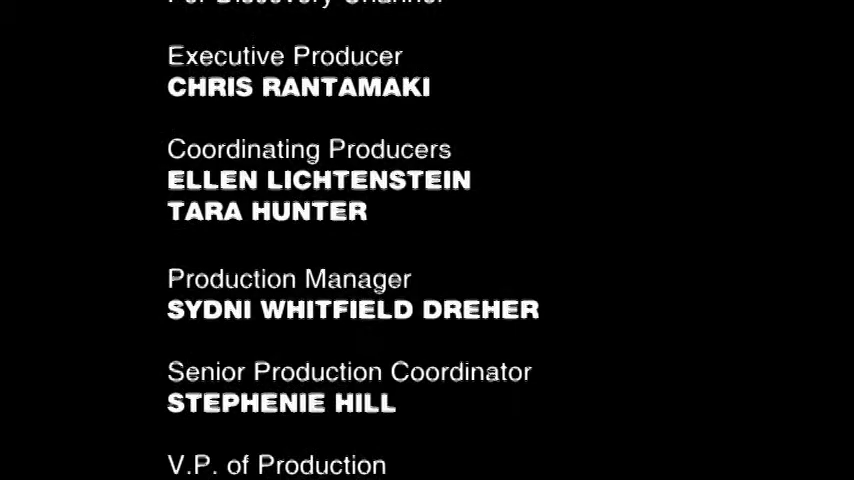 For Discovery Channel
Executive Producer
CHRIS RANTAMAKI
Coordinating Producers
ELLEN LICHTENSTEIN
TARA HUNTER
Production Manager
SYDNI WHITFIELD DREHER
Senior Production Coordinator
STEPHENIE HILL
V.P. of Production